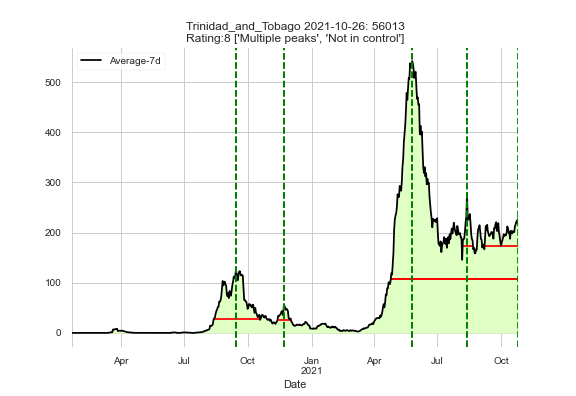 Trinidad_and_Tobago 2021-10-26: 56013
Rating:8 ['Multiple peaks', 'Not in control']
Average-7d
500
400
300
200
100
0
Apr Jul Oct Jan Apr Jul Oct
2021
Date